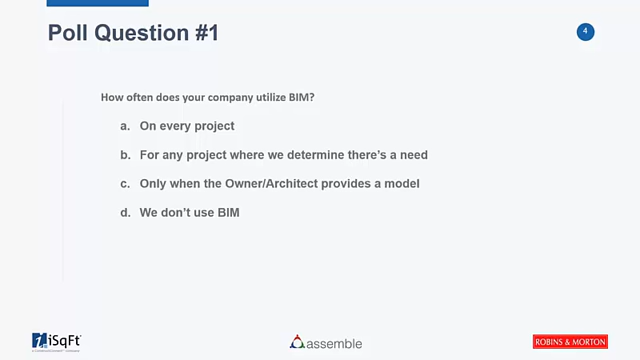 Poll Question #1
4
How often does your company utilize BIM?
a. On every project
b. For any project where we determine there's a need
c. Only when the Owner/Architect provides a model
d. We don't use BIM
iSqFt
assemble
ROBINS & MORTON